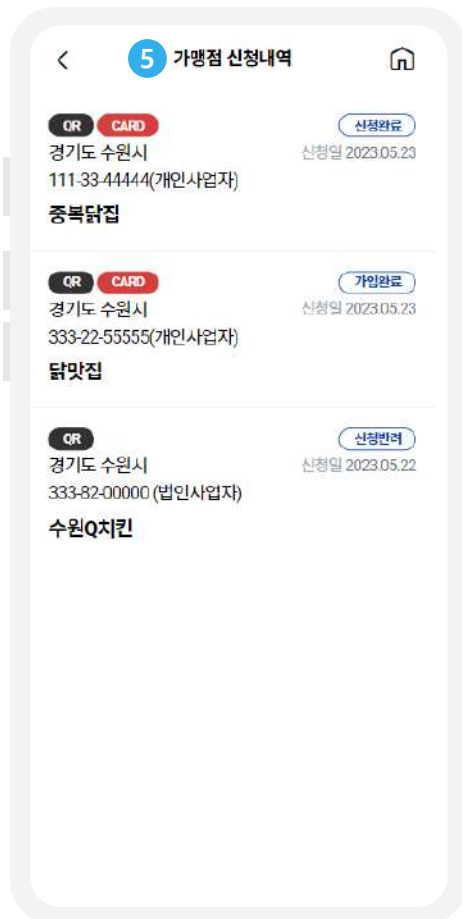 5 가맹점 신청내역
QR CARD 신청완료
경기도 수원시 신청일 2023.05.23
111-33-44444(개인사업자)
중복닭집
QR CARD 가입완료
경기도 수원시 신청일 2023.05.23
333-22-55555(개인사업자)
닭맛집
QR 신청반려
경기도 수원시 신청일 2023.05.22
333-82-00000 (법인사업자)
수원Q치킨